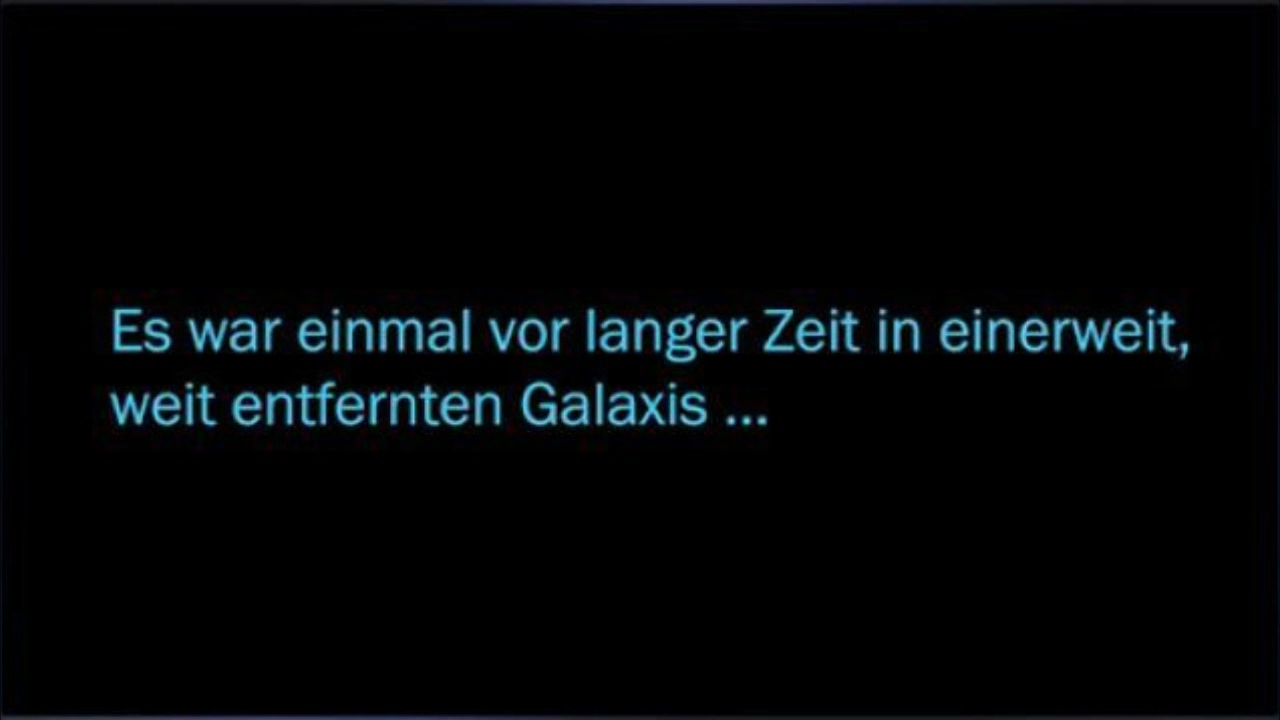 Es war einmal vor langer Zeit in einerweit,
weit entfernten Galaxis ...